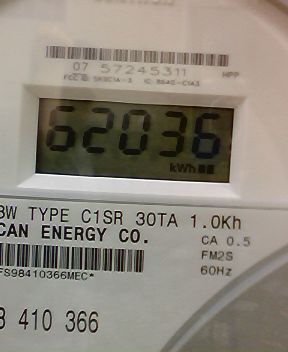 07 57245311 HPP
62036
kWh
3W TYPE C1SR 30TA 1.0Kh
CAN ENERGY CO.
CA 0.5
FM2S
60Hz
FS98410366MEC*
8 410 366